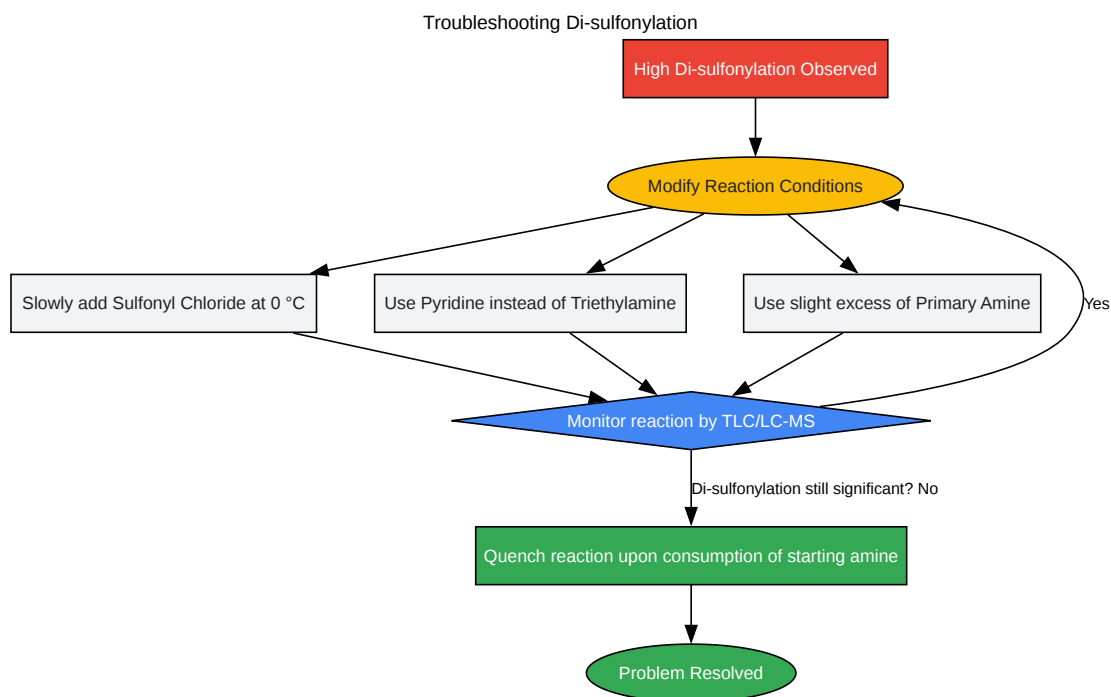 Troubleshooting Di-sulfonylation
High Di-sulfonylation Observed
Modify Reaction Conditions
Slowly add Sulfonyl Chloride at 0 °C
Use Pyridine instead of Triethylamine
Use slight excess of Primary Amine
Yes
Monitor reaction by TLC/LC-MS
Di-sulfonylation still significant? No
Quench reaction upon consumption of starting amine
Problem Resolved